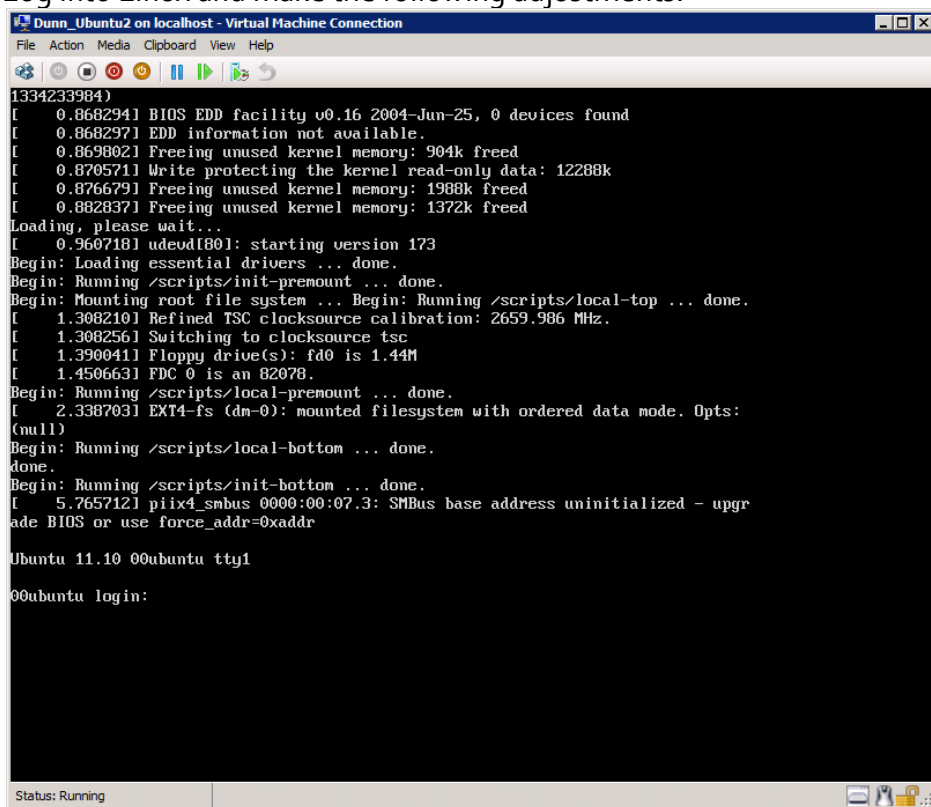 Log into Linux and make the following adjustments.
Dunn_Ubuntu2 on localhost - Virtual Machine Connection
File Action Media Clipboard View Help
1334233984)
[    0.868294] BIOS EDD facility v0.16 2004-Jun-25, 0 devices found
[    0.868297] EDD information not available.
[    0.869802] Freeing unused kernel memory: 904k freed
[    0.870571] Write protecting the kernel read-only data: 12288k
[    0.876679] Freeing unused kernel memory: 1988k freed
[    0.882837] Freeing unused kernel memory: 1372k freed
Loading, please wait...
[    0.960718] udevd[80]: starting version 173
Begin: Loading essential drivers ... done.
Begin: Running /scripts/init-premount ... done.
Begin: Mounting root file system ... Begin: Running /scripts/local-top ... done.
[    1.308210] Refined TSC clocksource calibration: 2659.986 MHz.
[    1.308256] Switching to clocksource tsc
[    1.390041] Floppy drive(s): fd0 is 1.44M
[    1.450663] FDC 0 is an 82078.
Begin: Running /scripts/local-premount ... done.
[    2.338703] EXT4-fs (dm-0): mounted filesystem with ordered data mode. Opts:
(null)
Begin: Running /scripts/local-bottom ... done.
done.
Begin: Running /scripts/init-bottom ... done.
[    5.765712] piix4_smbus 0000:00:07.3: SMBus base address uninitialized - upgr
ade BIOS or use force_addr=0xaddr
Ubuntu 11.10 00ubuntu tty1
00ubuntu login:
Status: Running